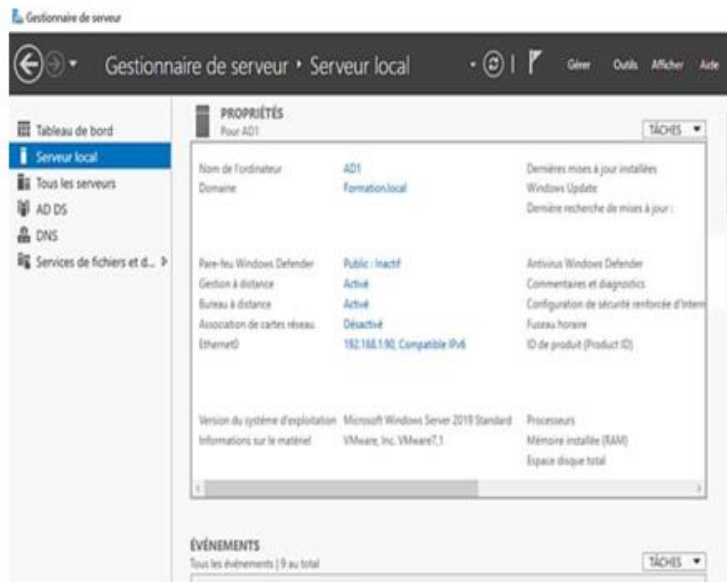 Gestionnaire de serveur
Gestionnaire de serveur ‣ Serveur local
Gérer Outils Afficher Aide
Tableau de bord
Serveur local
Tous les serveurs
AD DS
DNS
Services de fichiers et d...
PROPRIÉTÉS
Pour AD1
TÂCHES
Nom de l'ordinateur AD1 Dernières mises à jour installées
Domaine Formation.local Windows Update
Dernière recherche de mises à jour :
Pare-feu Windows Defender Public : Inactif Antivirus Windows Defender
Gestion à distance Activé Commentaires et diagnostics
Bureau à distance Activé Configuration de sécurité renforcée d'Intern
Association de cartes réseau Désactivé Fuseau horaire
Ethernet0 192.168.1.90, Compatible IPv6 ID de produit (Product ID)
Version du système d'exploitation Microsoft Windows Server 2019 Standard Processeurs
Informations sur le matériel VMware, Inc. VMware7,1 Mémoire installée (RAM)
Espace disque total
ÉVÉNEMENTS
Tous les événements | 9 au total
TÂCHES